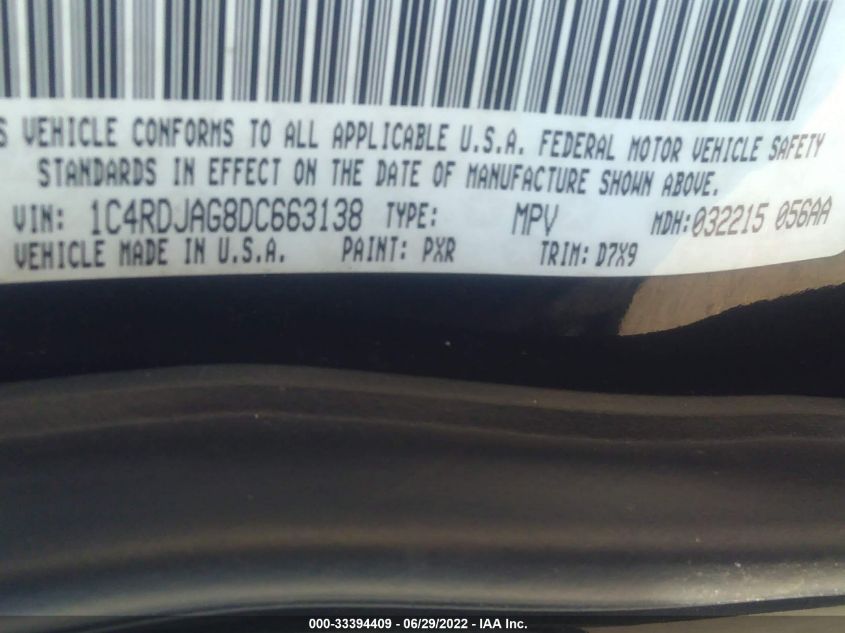 S VEHICLE CONFORMS TO ALL APPLICABLE U.S.A. FEDERAL MOTOR VEHICLE SAFETY
STANDARDS IN EFFECT ON THE DATE OF MANUFACTURE SHOWN ABOVE.
VIN: 1C4RDJAG8DC663138 TYPE: MPV MDH: 032215 056AA
VEHICLE MADE IN U.S.A. PAINT: PXR TRIM: D7X9
000-33394409 - 06/29/2022 - IAA Inc.